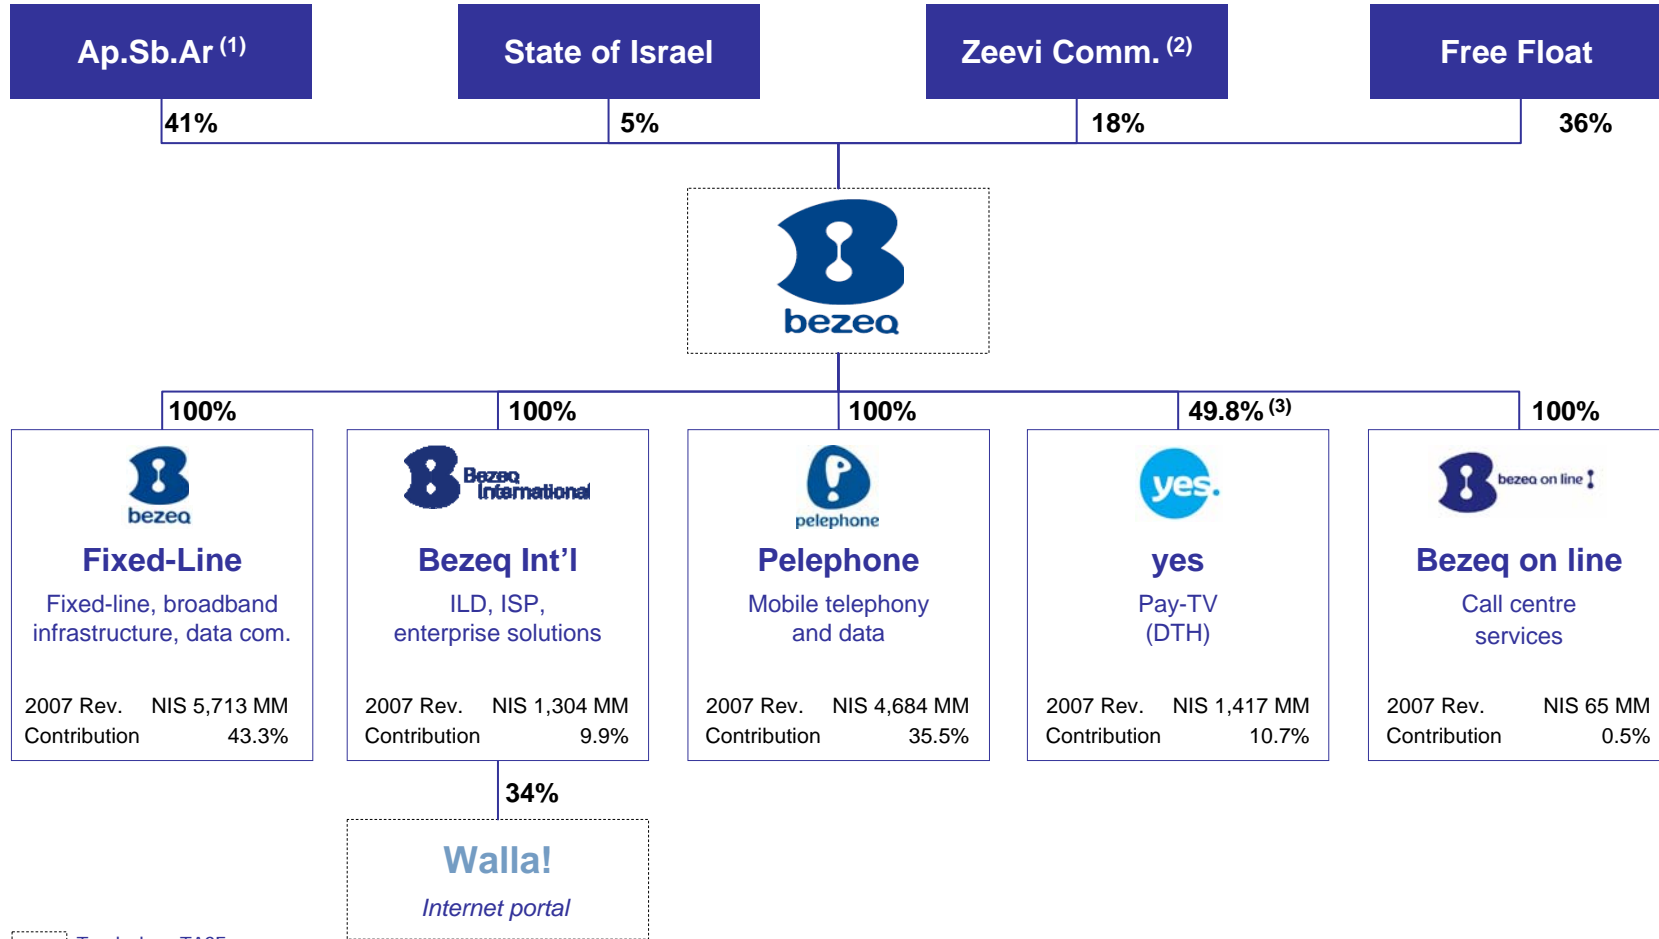 Ap.Sb.Ar (1)
State of Israel
Zeevi Comm. (2)
Free Float
41%
5%
18%
36%
bezeq
100%
100%
100%
49.8% (3)
100%
bezeq
Fixed-Line
Fixed-line, broadband
infrastructure, data com.
2007 Rev. NIS 5,713 MM
Contribution 43.3%
Bezeq
International
Bezeq Int'l
ILD, ISP,
enterprise solutions
2007 Rev. NIS 1,304 MM
Contribution 9.9%
pelephone
Pelephone
Mobile telephony
and data
2007 Rev. NIS 4,684 MM
Contribution 35.5%
yes.
yes
Pay-TV
(DTH)
2007 Rev. NIS 1,417 MM
Contribution 10.7%
bezeq on line
Bezeq on line
Call centre
services
2007 Rev. NIS 65 MM
Contribution 0.5%
34%
Walla!
Internet portal